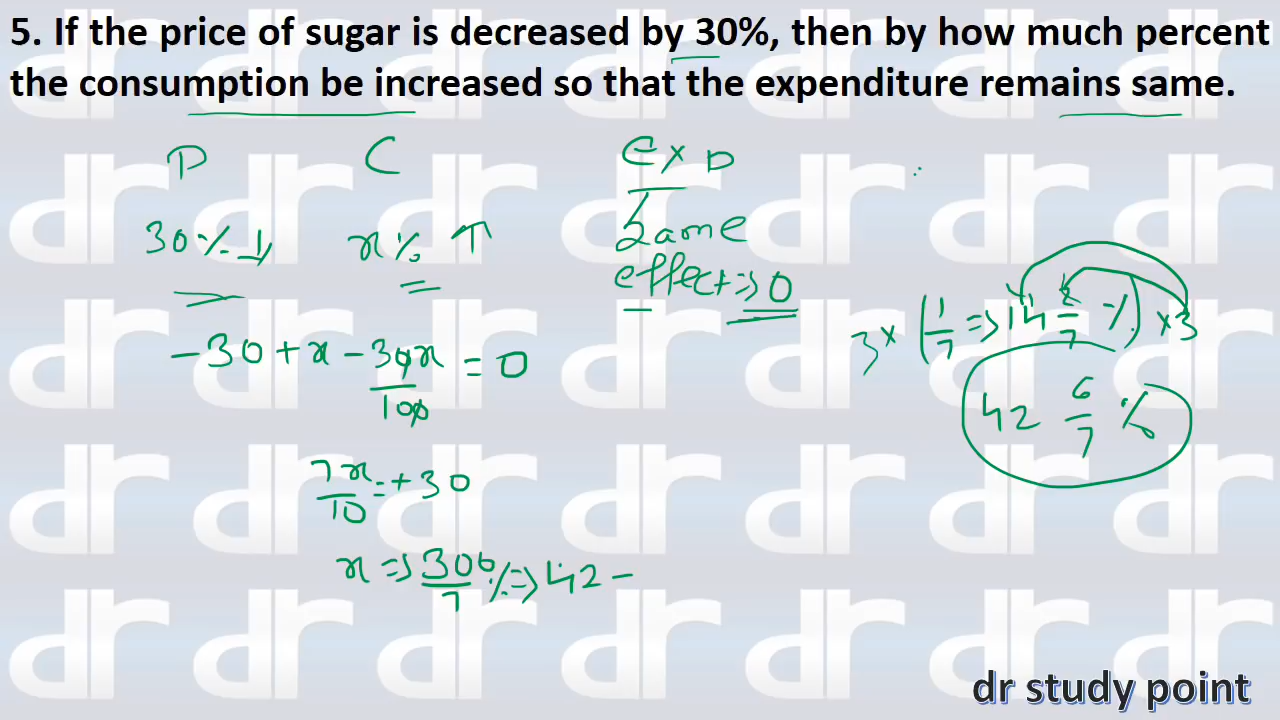 5. If the price of sugar is decreased by 30%, then by how much percent
the consumption be increased so that the expenditure remains same.
P C Exp
30% ↓ x% ↑ Same
effect => 0
-30 + x - 30x/100 = 0
3 × (1/7 => 14 2/7 %) × 3
42 6/7 %
7x/10 = +30
x => 300/7 % => 42 -
dr study point